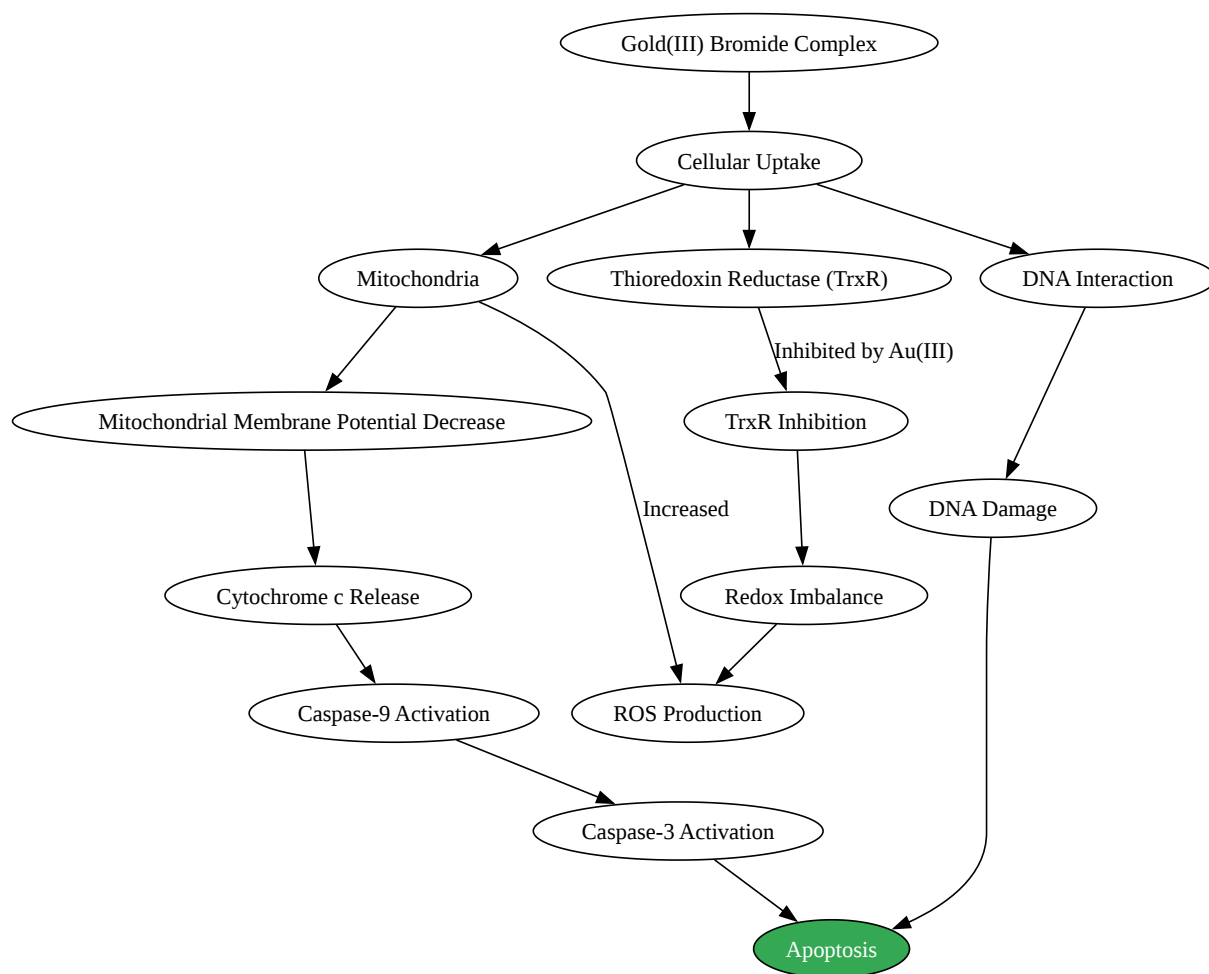 Gold(III) Bromide Complex
Cellular Uptake
Mitochondria
Thioredoxin Reductase (TrxR)
DNA Interaction
Inhibited by Au(III)
Mitochondrial Membrane Potential Decrease
TrxR Inhibition
Increased
DNA Damage
Cytochrome c Release
Redox Imbalance
Caspase-9 Activation
ROS Production
Caspase-3 Activation
Apoptosis